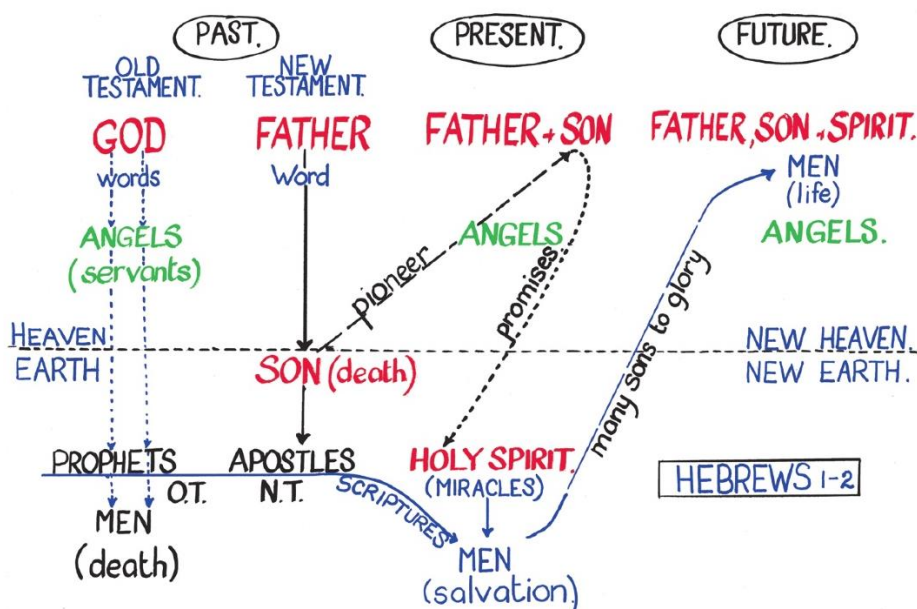 PAST.
PRESENT.
FUTURE.
OLD
TESTAMENT.
NEW
TESTAMENT.
GOD
FATHER
FATHER + SON
FATHER, SON + SPIRIT.
words
Word
MEN
(life)
ANGELS
(servants)
pioneer
ANGELS
promises
many sons to glory
ANGELS.
HEAVEN
EARTH
NEW HEAVEN.
NEW EARTH.
SON (death)
PROPHETS
O.T.
APOSTLES
N.T.
SCRIPTURES
HOLY SPIRIT.
(MIRACLES)
HEBREWS 1-2
MEN
(death)
MEN
(salvation)